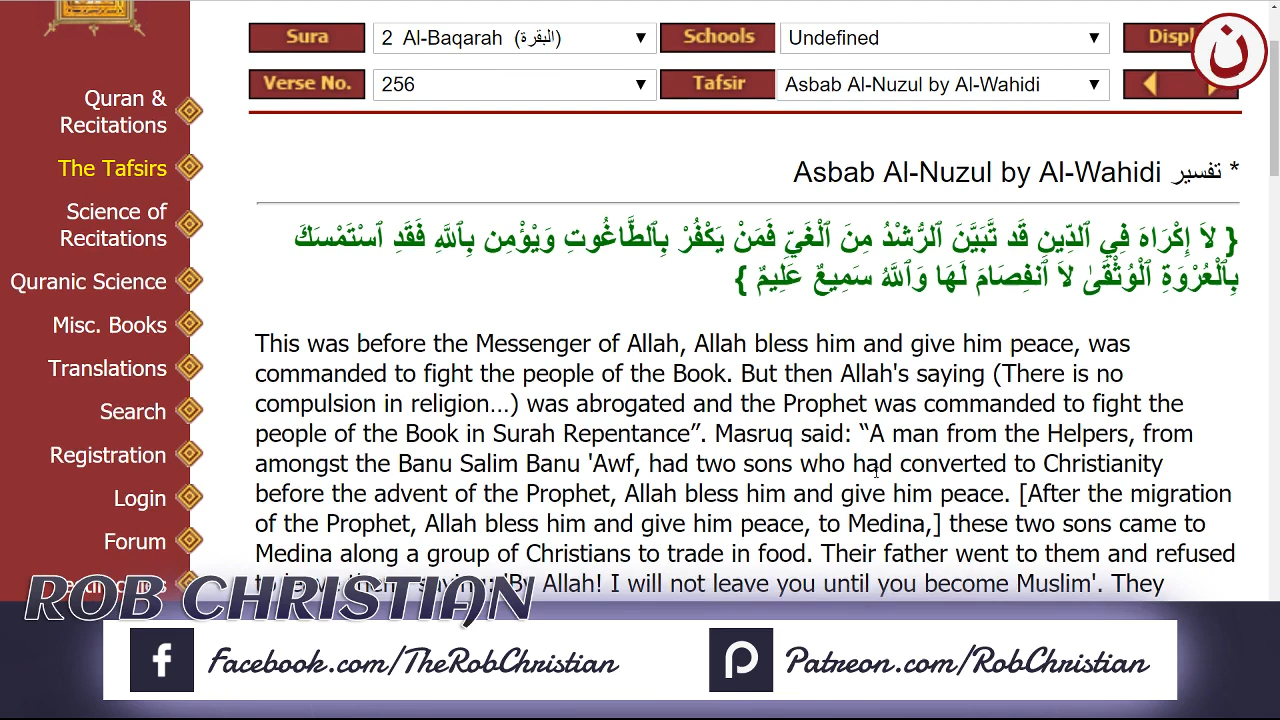 Sura
2 Al-Baqarah (البقرة)
Schools
Undefined
Verse No.
256
Tafsir
Asbab Al-Nuzul by Al-Wahidi
ن
Quran &
Recitations
The Tafsirs
Science of
Recitations
Quranic Science
Misc. Books
Translations
Search
Registration
Login
Forum
* تفسير Asbab Al-Nuzul by Al-Wahidi
{ لاَ إِكْرَاهَ فِي ٱلدِّينِ قَد تَّبَيَّنَ ٱلرُّشْدُ مِنَ ٱلْغَيِّ فَمَنْ يَكْفُرْ بِٱلطَّاغُوتِ وَيْؤْمِن بِٱللَّهِ فَقَدِ ٱسْتَمْسَكَ
بِٱلْعُرْوَةِ ٱلْوُثْقَىٰ لاَ ٱنفِصَامَ لَهَا وَٱللَّهُ سَمِيعٌ عَلِيمٌ }
This was before the Messenger of Allah, Allah bless him and give him peace, was
commanded to fight the people of the Book. But then Allah's saying (There is no
compulsion in religion…) was abrogated and the Prophet was commanded to fight the
people of the Book in Surah Repentance”. Masruq said: “A man from the Helpers, from
amongst the Banu Salim Banu 'Awf, had two sons who had converted to Christianity
before the advent of the Prophet, Allah bless him and give him peace. [After the migration
of the Prophet, Allah bless him and give him peace, to Medina,] these two sons came to
Medina along a group of Christians to trade in food. Their father went to them and refused
'By Allah! I will not leave you until you become Muslim'. They
ROB CHRISTIAN
f
Facebook.com/TheRobChristian
Patreon.com/RobChristian